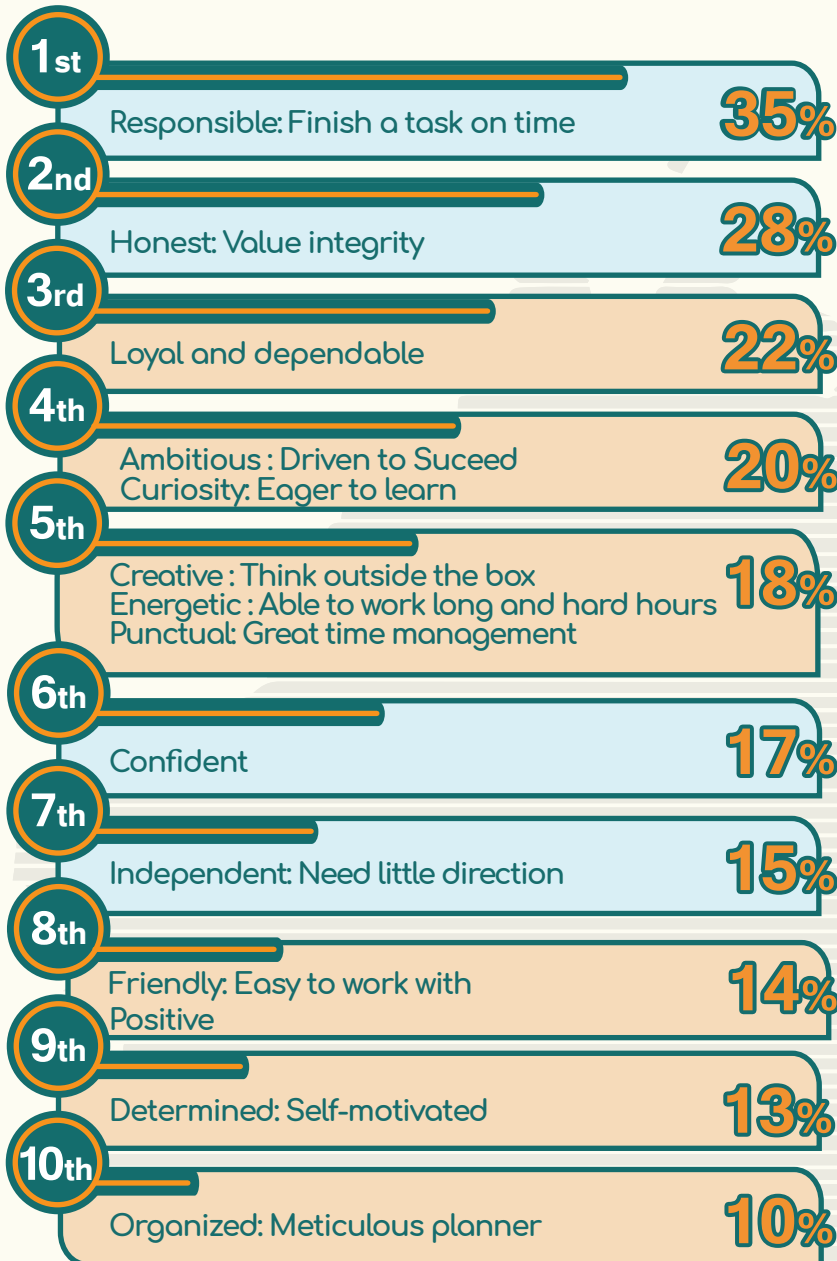 1st
Responsible: Finish a task on time
35%
2nd
Honest: Value integrity
28%
3rd
Loyal and dependable
22%
4th
Ambitious : Driven to Suceed
Curiosity: Eager to learn
20%
5th
Creative : Think outside the box
Energetic : Able to work long and hard hours
Punctual: Great time management
18%
6th
Confident
17%
7th
Independent: Need little direction
15%
8th
Friendly: Easy to work with
Positive
14%
9th
Determined: Self-motivated
13%
10th
Organized: Meticulous planner
10%